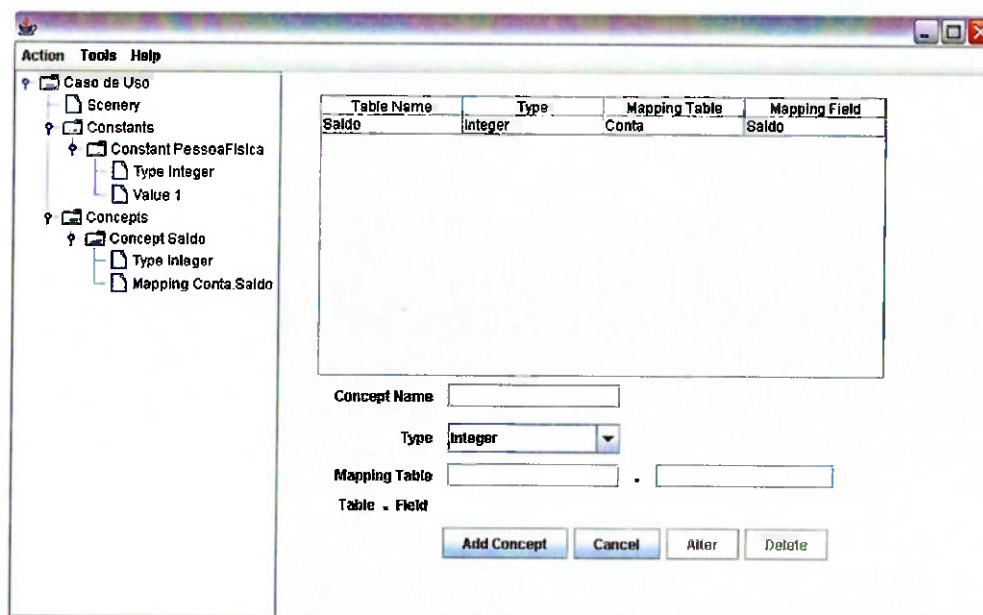 Action Tools Help
Caso de Uso
Scenery
Constants
Constant PessoaFisica
Type Integer
Value 1
Concepts
Concept Saldo
Type Integer
Mapping Conta.Saldo
Table Name Type Mapping Table Mapping Field
Saldo Integer Conta Saldo
Concept Name
Type Integer
Mapping Table .
Table . Field
Add Concept Cancel Alter Delete